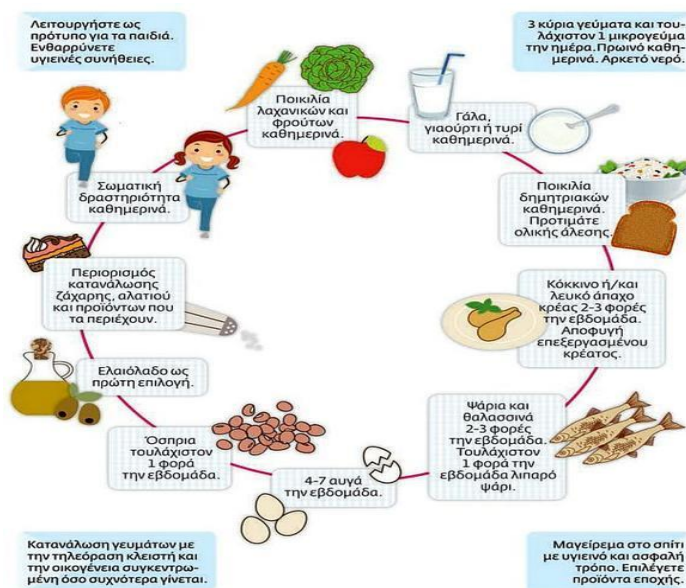 Λειτουργήστε ως
πρότυπο για τα παιδιά.
Ενθαρρύνετε
υγιεινές συνήθειες.
3 κύρια γεύματα και του-
λάχιστον 1 μικρογεύμα
την ημέρα.Πρωινό καθη-
μερινά. Αρκετό νερό.
Ποικιλία
λαχανικών και
φρούτων
καθημερινά.
Γάλα,
γιαούρτι ή τυρί
καθημερινά.
Ποικιλία
δημητριακών
καθημερινά.
Προτιμάτε
ολικής άλεσης.
Κόκκινο ή/και
λευκό άπαχο
κρέας 2-3 φορές
την εβδομάδα.
Αποφυγή
επεξεργασμένου
κρέατος.
Ψάρια και
θαλασσινά
2-3 φορές
την εβδομάδα.
Τουλάχιστον
1 φορά την
εβδομάδα λιπαρό
ψάρι.
4-7 αυγά
την εβδομάδα.
Όσπρια
τουλάχιστον
1 φορά
την εβδομάδα.
Ελαιόλαδο ως
πρώτη επιλογή.
Περιορισμός
κατανάλωσης
ζάχαρης, αλατιού
και προϊόντων που
τα περιέχουν.
Σωματική
δραστηριότητα
καθημερινά.
Κατανάλωση γευμάτων με
την τηλεόραση κλειστή και
την οικογένεια συγκεντρω-
μένη όσο συχνότερα γίνεται.
Μαγείρεμα στο σπίτι
με υγιεινό και ασφαλή
τρόπο. Επιλέγετε
προϊόντα εποχής.